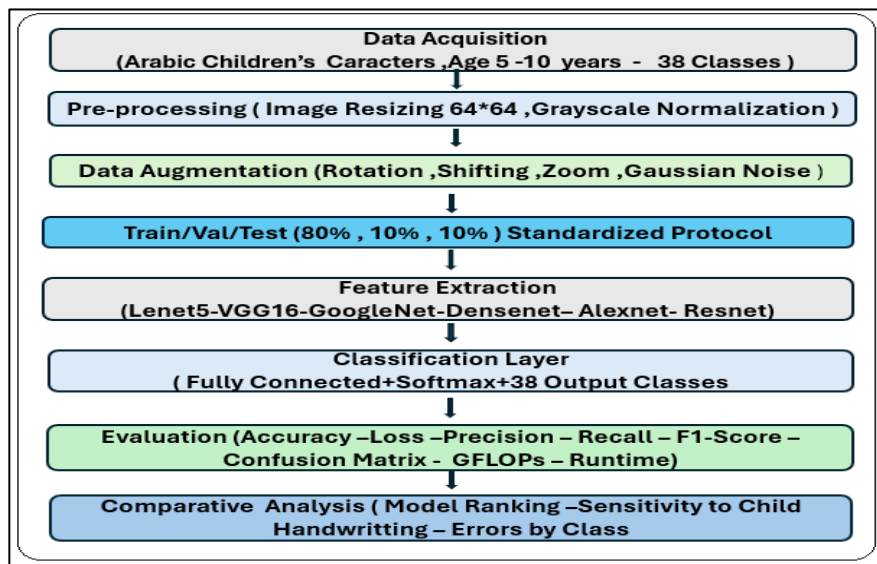 Data Acquisition
(Arabic Children's Caracters ,Age 5 -10 years - 38 Classes )
Pre-processing ( Image Resizing 64*64 ,Grayscale Normalization )
Data Augmentation (Rotation ,Shifting ,Zoom ,Gaussian Noise )
Train/Val/Test (80% , 10% , 10% ) Standardized Protocol
Feature Extraction
(Lenet5-VGG16-GoogleNet-Densenet– Alexnet- Resnet)
Classification Layer
( Fully Connected+Softmax+38 Output Classes
Evaluation (Accuracy –Loss –Precision – Recall – F1-Score –
Confusion Matrix - GFLOPs – Runtime)
Comparative Analysis ( Model Ranking –Sensitivity to Child
Handwritting – Errors by Class